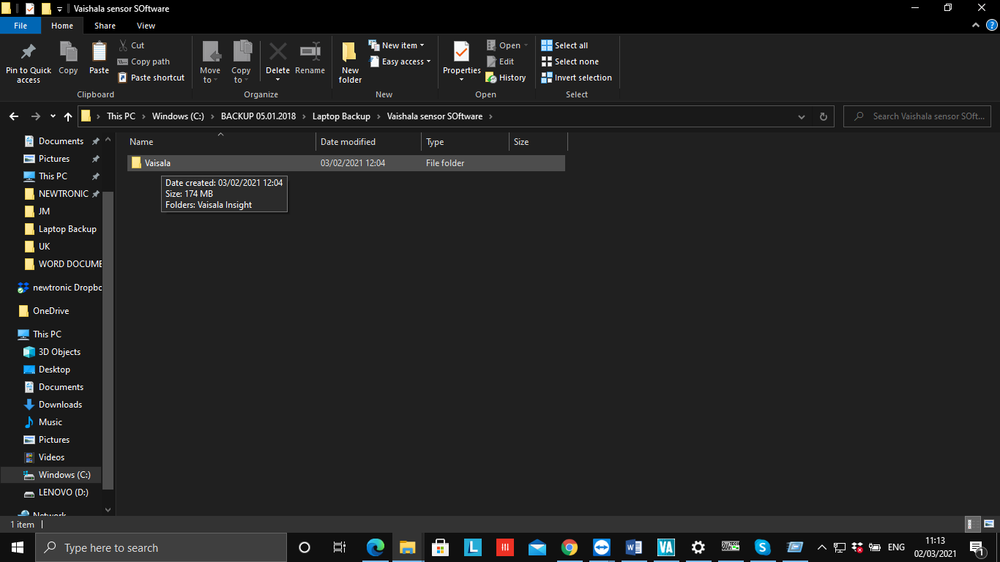 Vaishala sensor SOftware
File Home Share View
Pin to Quick access
Copy
Paste
Cut
Copy path
Paste shortcut
Clipboard
Move to
Copy to
Delete
Rename
Organize
New folder
New item
Easy access
New
Properties
Open
Edit
History
Open
Select all
Select none
Invert selection
Select
This PC > Windows (C:) > BACKUP 05.01.2018 > Laptop Backup > Vaishala sensor SOftware >
Search Vaishala sensor SOft...
Documents
Pictures
This PC
NEWTRONIC
JM
Laptop Backup
UK
WORD DOCUME
newtronic Dropbo
OneDrive
This PC
3D Objects
Desktop
Documents
Downloads
Music
Pictures
Videos
Windows (C:)
LENOVO (D:)
Network
Name Date modified Type Size
Vaisala 03/02/2021 12:04 File folder
Date created: 03/02/2021 12:04
Size: 174 MB
Folders: Vaisala Insight
1 item
Type here to search
L
VA
S
ENG
11:13
02/03/2021
1